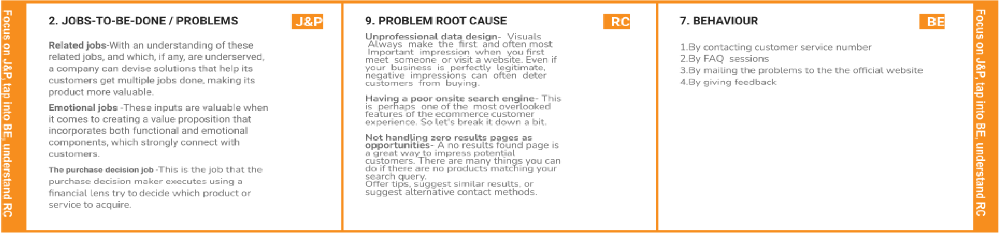 Focus on J&P, tap into BE, understand RC
2. JOBS-TO-BE-DONE / PROBLEMS
J&P
Related jobs-With an understanding of these
related jobs, and which, if any, are underserved,
a company can devise solutions that help its
customers get multiple jobs done, making its
product more valuable.
Emotional jobs -These inputs are valuable when
it comes to creating a value proposition that
incorporates both functional and emotional
components, which strongly connect with
customers.
The purchase decision job -This is the job that the
purchase decision maker executes using a
financial lens try to decide which product or
service to acquire.
9. PROBLEM ROOT CAUSE
RC
Unprofessional data design- Visuals
Always make the first and often most
Important impression when you first
meet someone or visit a website. Even if
your business is perfectly legitimate,
negative impressions can often deter
customers from buying.
Having a poor onsite search engine- This
is perhaps one of the most overlooked
features of the ecommerce customer
experience. So let's break it down a bit.
Not handling zero results pages as
opportunities- A no results found page is
a great way to impress potential
customers. There are many things you can
do if there are no products matching your
search query.
Offer tips, suggest similar results, or
suggest alternative contact methods.
7. BEHAVIOUR
BE
1.By contacting customer service number
2.By FAQ sessions
3.By mailing the problems to the the official website
4.By giving feedback
Focus on J&P, tap into BE, understand RC